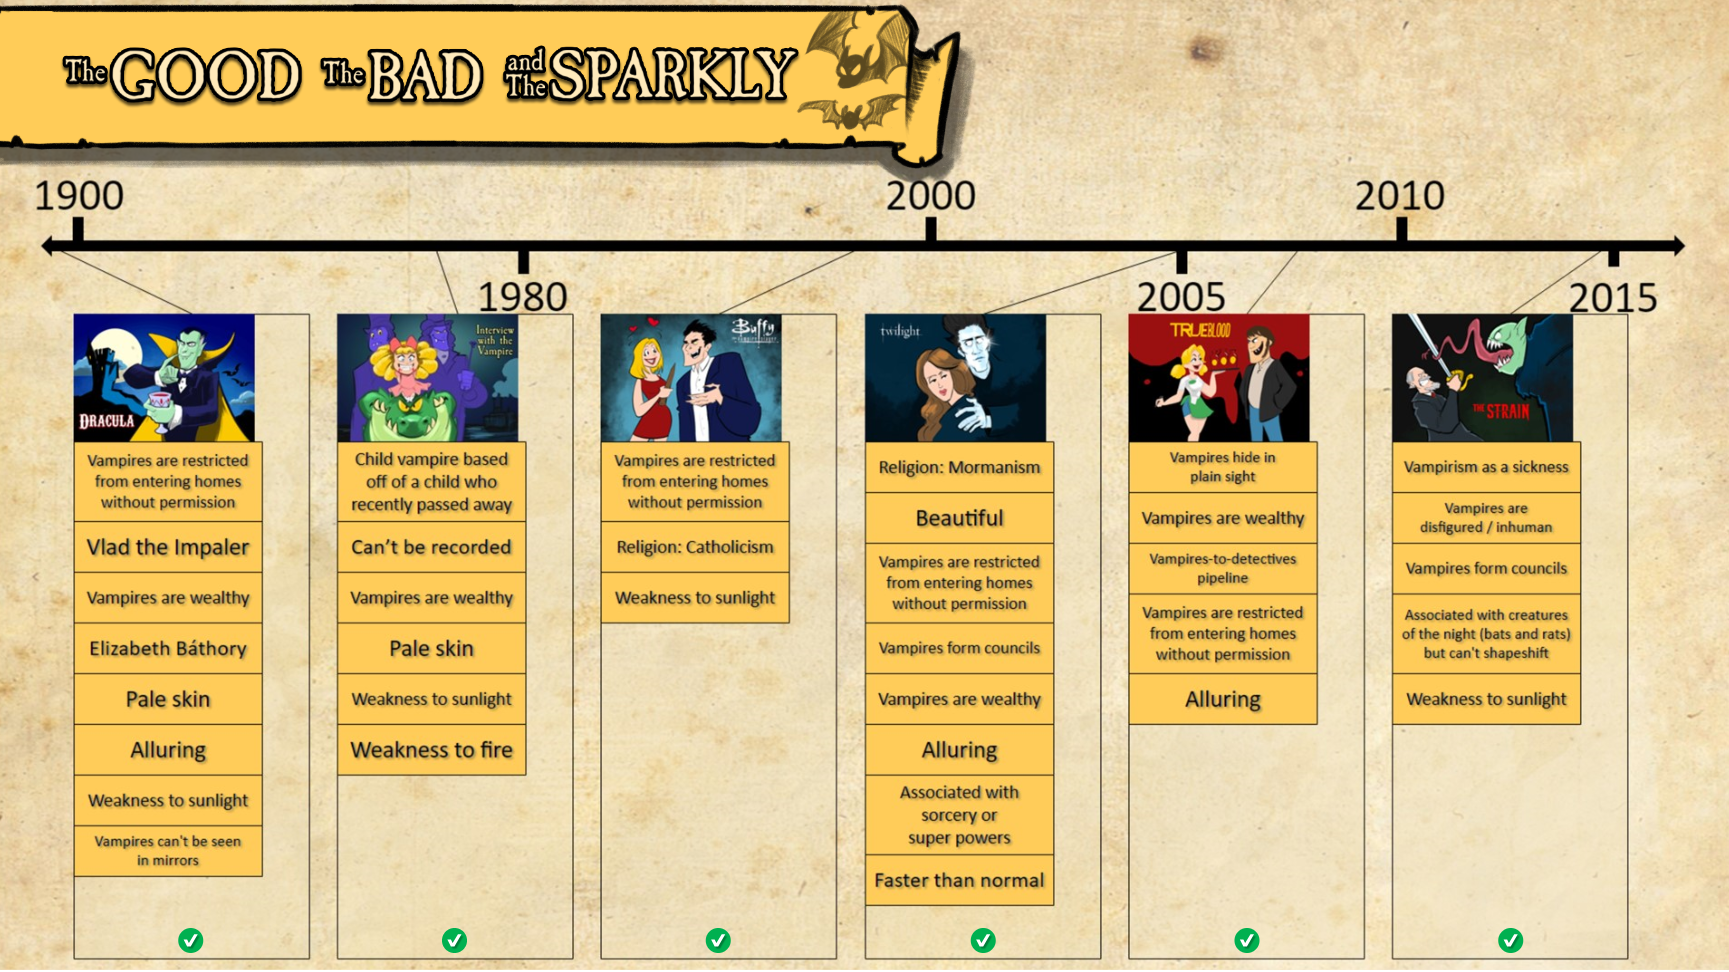 The GOOD The BAD and The SPARKLY
1900
2000
2010
1980
2005
2015
DRACULA
Vampires are restricted
from entering homes
without permission
Vlad the Impaler
Vampires are wealthy
Elizabeth Báthory
Pale skin
Alluring
Weakness to sunlight
Vampires can't be seen
in mirrors
Interview
with the
Vampire
Child vampire based
off of a child who
recently passed away
Can't be recorded
Vampires are wealthy
Pale skin
Weakness to sunlight
Weakness to fire
Buffy
Vampires are restricted
from entering homes
without permission
Religion: Catholicism
Weakness to sunlight
twilight
Religion: Mormanism
Beautiful
Vampires are restricted
from entering homes
without permission
Vampires form councils
Vampires are wealthy
Alluring
Associated with
sorcery or
super powers
Faster than normal
TRUEBLOOD
Vampires hide in
plain sight
Vampires are wealthy
Vampires-to-detectives
pipeline
Vampires are restricted
from entering homes
without permission
Alluring
THE STRAIN
Vampirism as a sickness
Vampires are
disfigured / inhuman
Vampires form councils
Associated with creatures
of the night (bats and rats)
but can't shapeshift
Weakness to sunlight